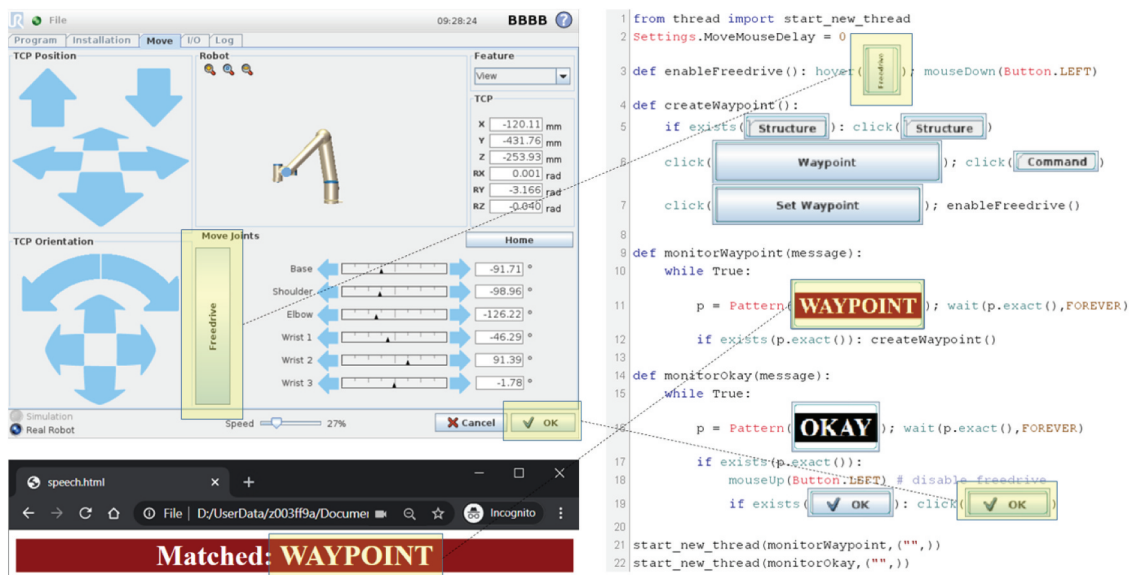 File
09:28:24
BBBB
?
Program
Installation
Move
I/O
Log
TCP Position
Robot
Feature
View
TCP
X -120.11 mm
Y -431.76 mm
Z -253.93 mm
RX 0.001 rad
RY -3.166 rad
RZ -0.040 rad
TCP Orientation
Move Joints
Home
Freedrive
Base -91.71 °
Shoulder -98.96 °
Elbow -126.22 °
Wrist 1 -46.29 °
Wrist 2 91.39 °
Wrist 3 -1.78 °
Simulation
Real Robot
Speed 27%
Cancel
OK
speech.html × +
File | D:/UserData/z003ff9a/Documer
Incognito
Matched: WAYPOINT
1 from thread import start_new_thread
2 Settings.MoveMouseDelay = 0
3 def enableFreedrive(): hover( Freedrive ); mouseDown(Button.LEFT)
4 def createWaypoint():
5 if exists( Structure ): click( Structure )
6 click( Waypoint ); click( Command )
7 click( Set Waypoint ); enableFreedrive()
8
9 def monitorWaypoint(message):
10 while True:
11 p = Pattern( WAYPOINT ); wait(p.exact(),FOREVER)
12 if exists(p.exact()): createWaypoint()
13
14 def monitorOkay(message):
15 while True:
16 p = Pattern( OKAY ); wait(p.exact(),FOREVER)
17 if exists(p.exact()):
18 mouseUp(Button.LEFT) # disable freedrive
19 if exists( OK ): click( OK )
20
21 start_new_thread(monitorWaypoint,("",))
22 start_new_thread(monitorOkay,("",))